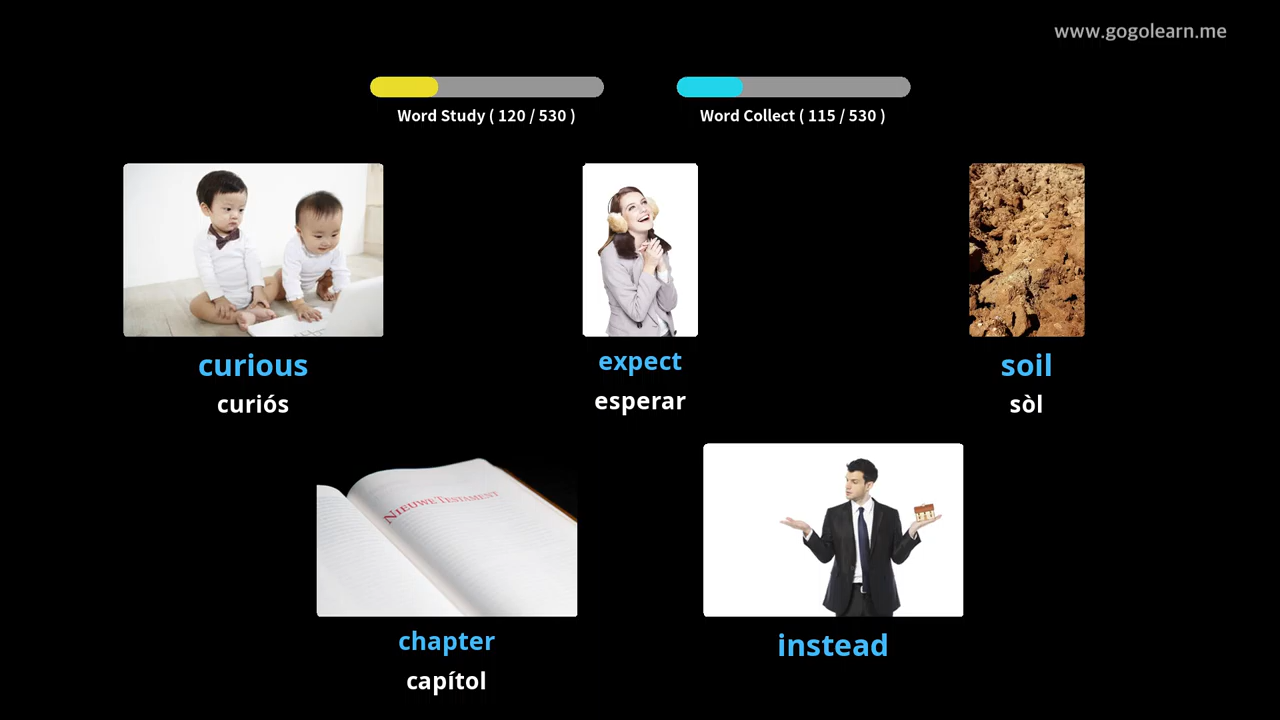 www.gogolearn.me
Word Study ( 120 / 530 )
Word Collect ( 115 / 530 )
curious
curiós
expect
esperar
soil
sòl
NIEUWE TESTAMENT
chapter
capítol
instead